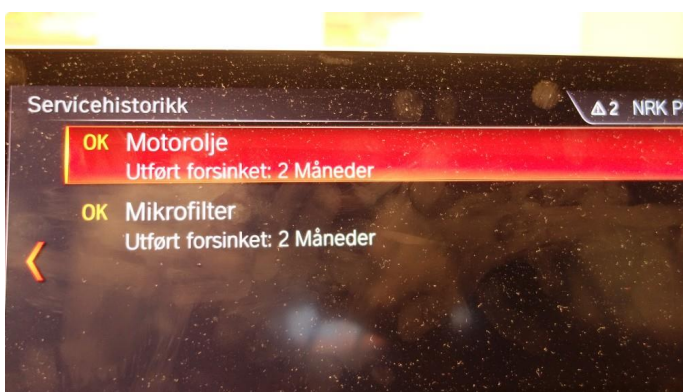 Servicehistorikk
2 NRK P
OK Motorolje
Utført forsinket: 2 Måneder
OK Mikrofilter
Utført forsinket: 2 Måneder